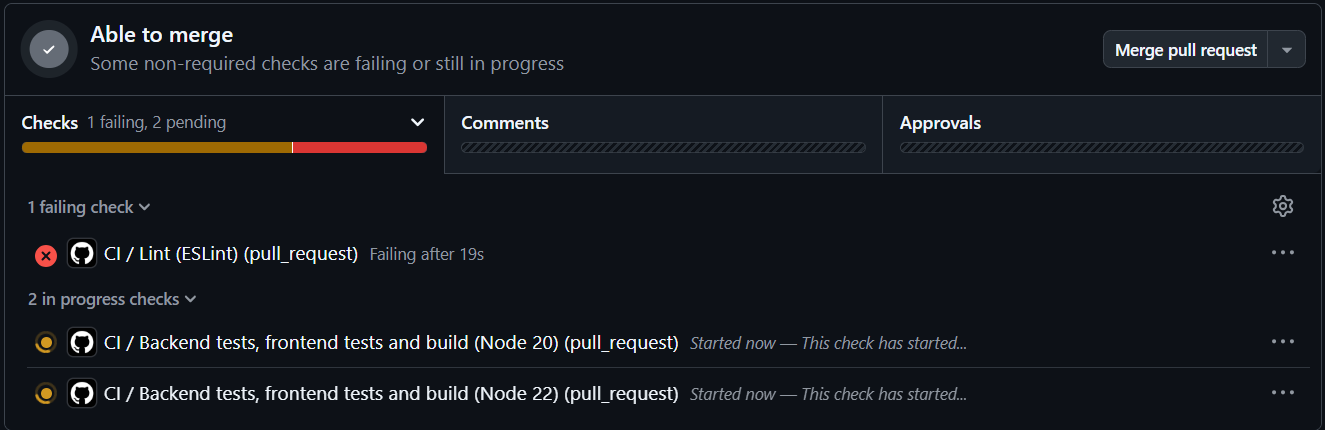 Able to merge
Some non-required checks are failing or still in progress
Merge pull request
Checks 1 failing, 2 pending
Comments
Approvals
1 failing check
CI / Lint (ESLint) (pull_request) Failing after 19s
2 in progress checks
CI / Backend tests, frontend tests and build (Node 20) (pull_request) Started now — This check has started...
CI / Backend tests, frontend tests and build (Node 22) (pull_request) Started now — This check has started...